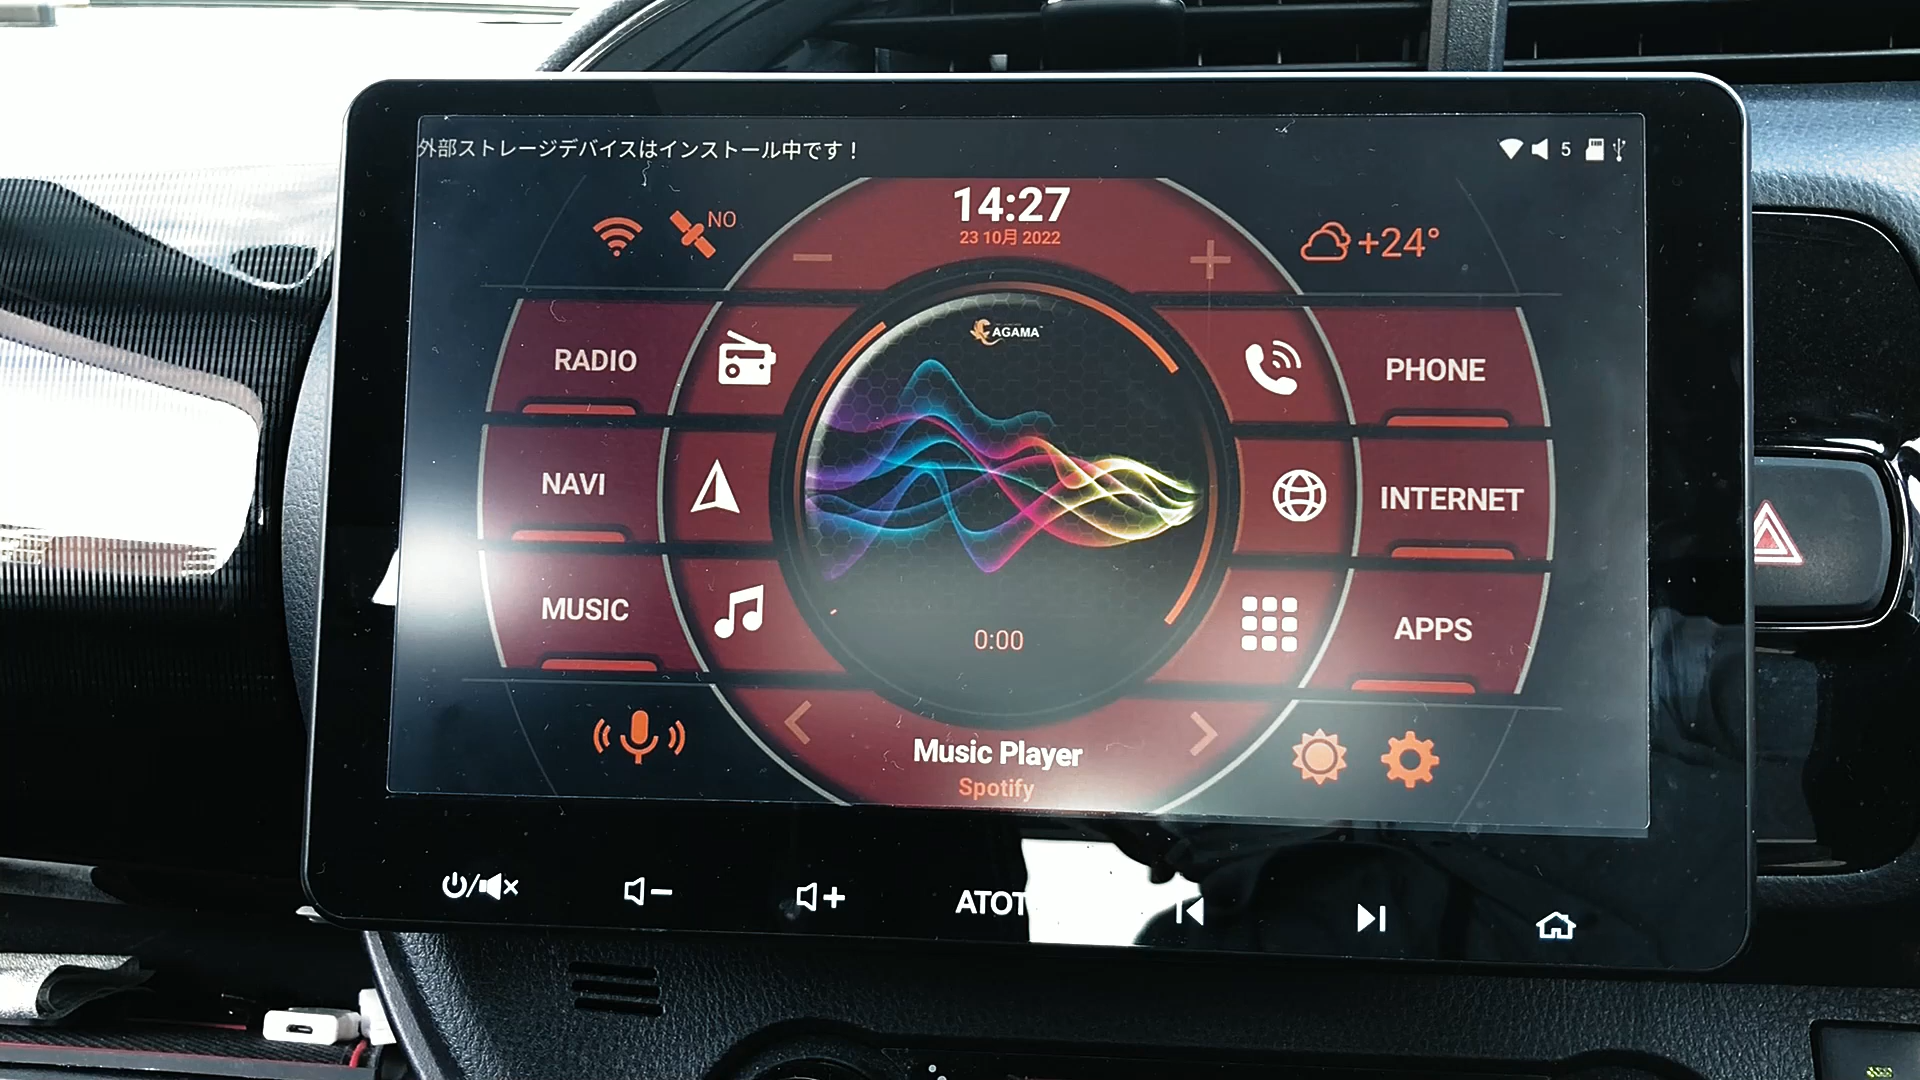 外部ストレージデバイスはインストール中です！
5
14:27
23 10月 2022
NO
+24°
AGAMA
RADIO
PHONE
NAVI
INTERNET
MUSIC
APPS
0:00
Music Player
Spotify
ATOT